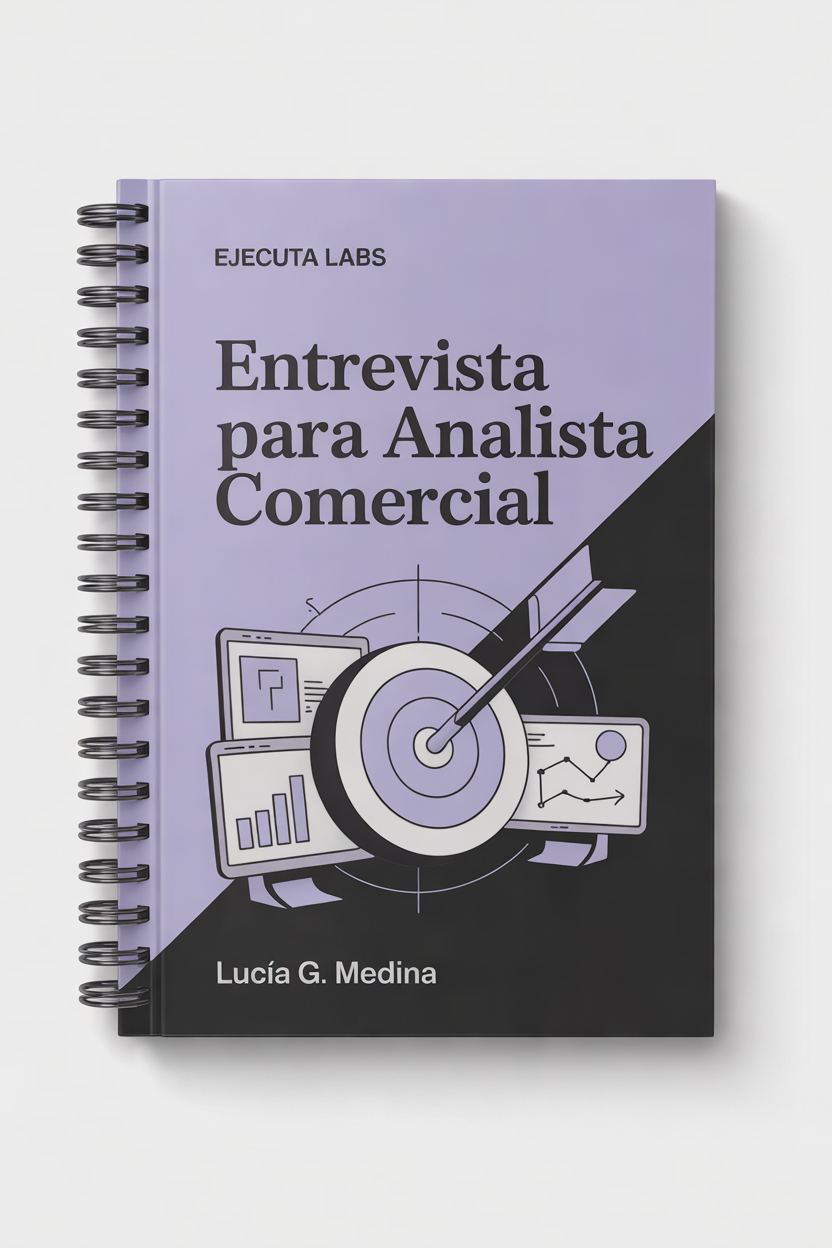 EJECUTA LABS
Entrevista
para Analista
Comercial
Lucía G. Medina